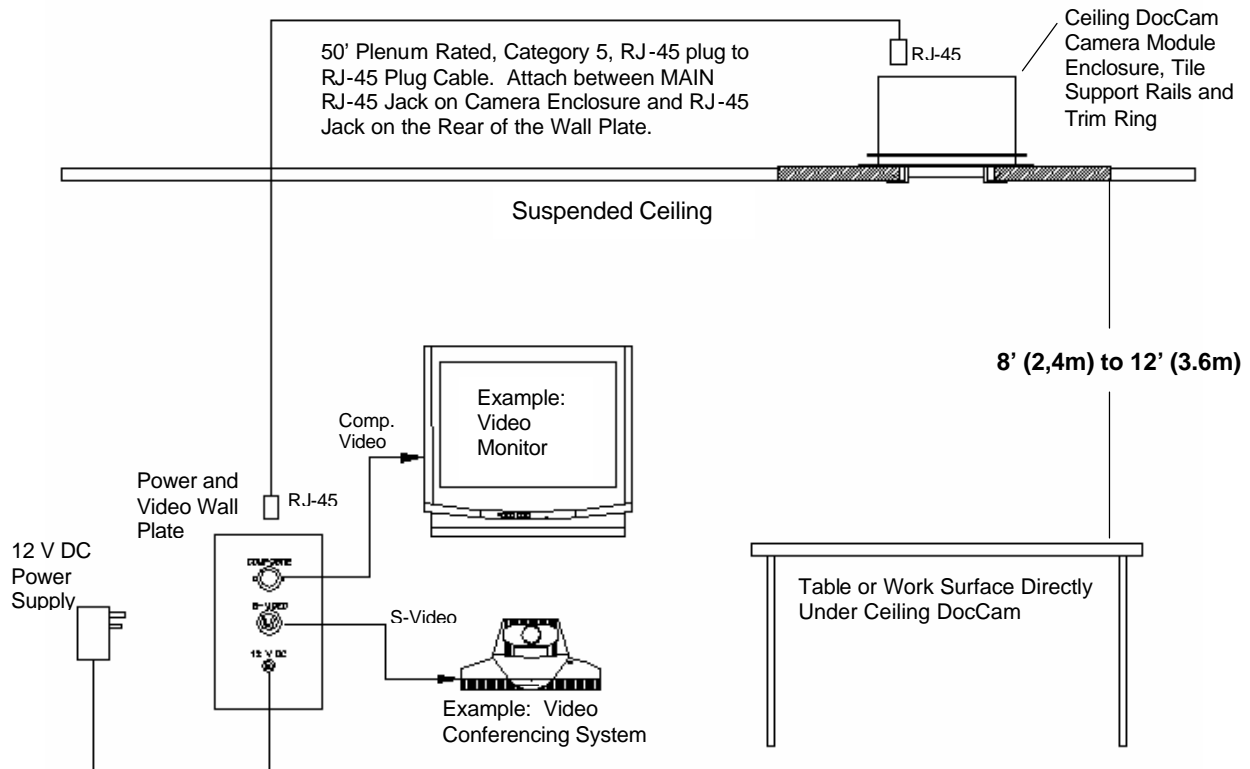 50’ Plenum Rated, Category 5, RJ-45 plug to
RJ-45 Plug Cable. Attach between MAIN
RJ-45 Jack on Camera Enclosure and RJ-45
Jack on the Rear of the Wall Plate.
RJ-45
Ceiling DocCam
Camera Module
Enclosure, Tile
Support Rails and
Trim Ring
Suspended Ceiling
8’ (2,4m) to 12’ (3.6m)
Example:
Video
Monitor
Comp.
Video
Power and
Video Wall
Plate
RJ-45
12 V DC
Power
Supply
COMPOSITE
S-VIDEO
12 V DC
S-Video
Example: Video
Conferencing System
Table or Work Surface Directly
Under Ceiling DocCam